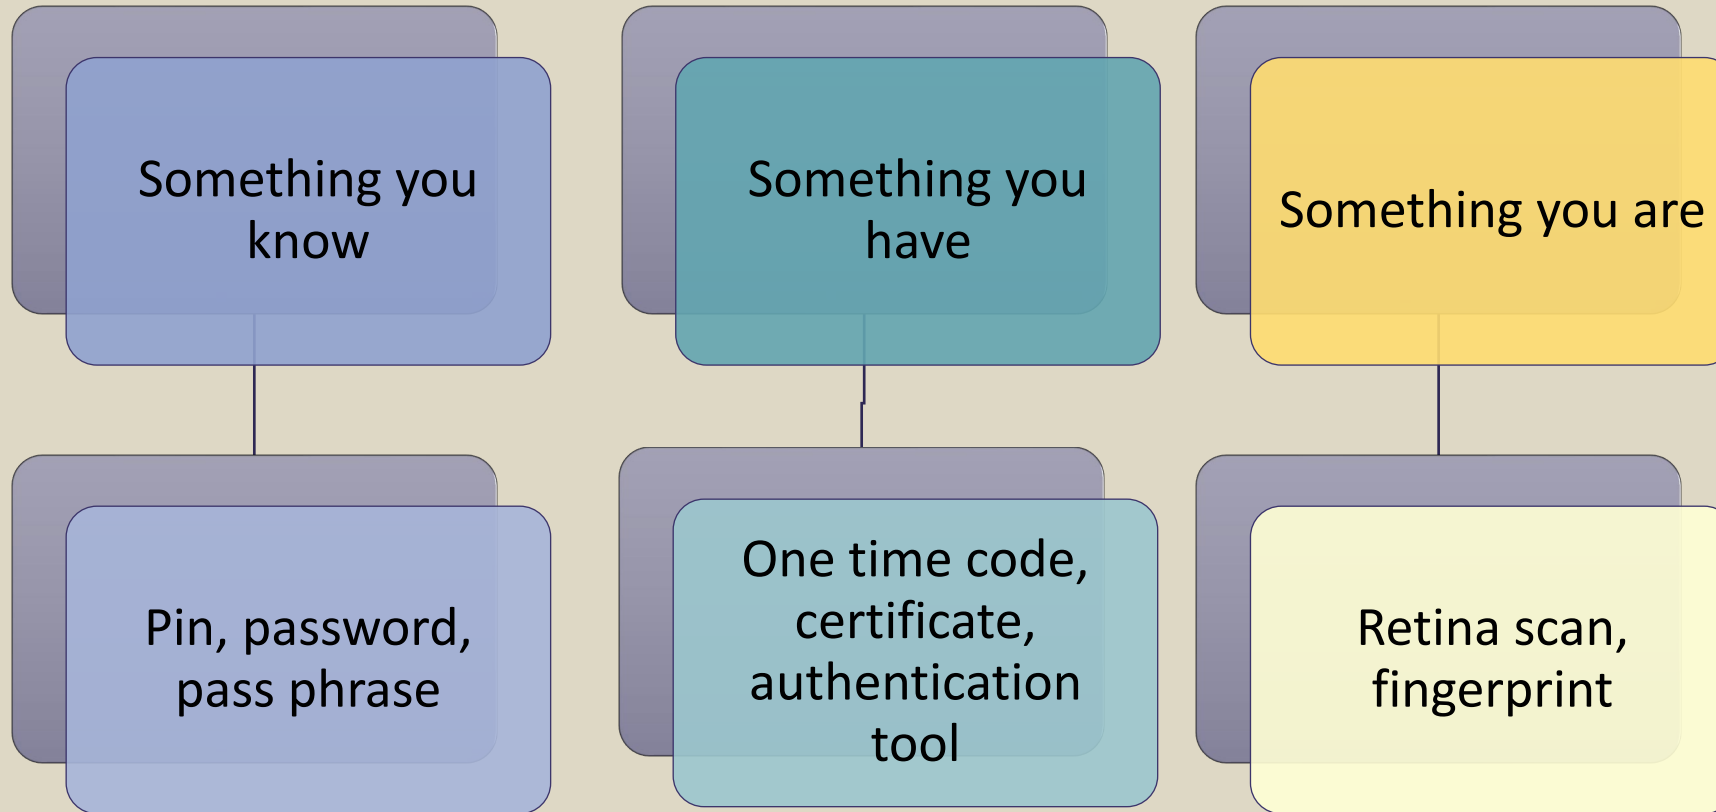 Something you
know
Something you
have
Something you are
Pin, password,
pass phrase
One time code,
certificate,
authentication
tool
Retina scan,
fingerprint